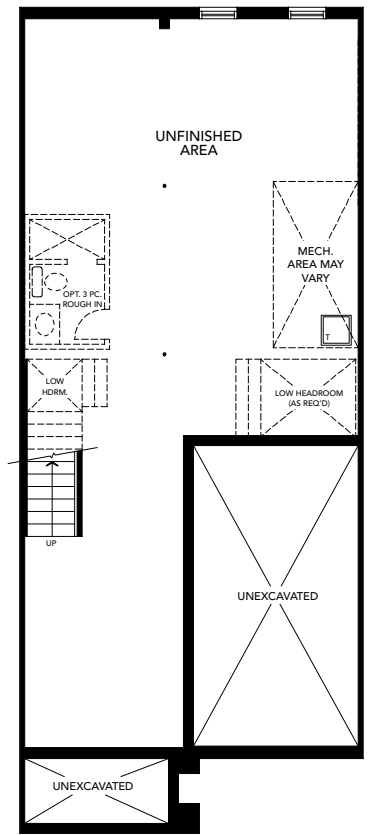 UNFINISHED
AREA
MECH.
AREA MAY
VARY
OPT. 3 PC.
ROUGH IN
T
LOW
HDRM.
LOW HEADROOM
(AS REQ'D)
UP
UNEXCAVATED
UNEXCAVATED